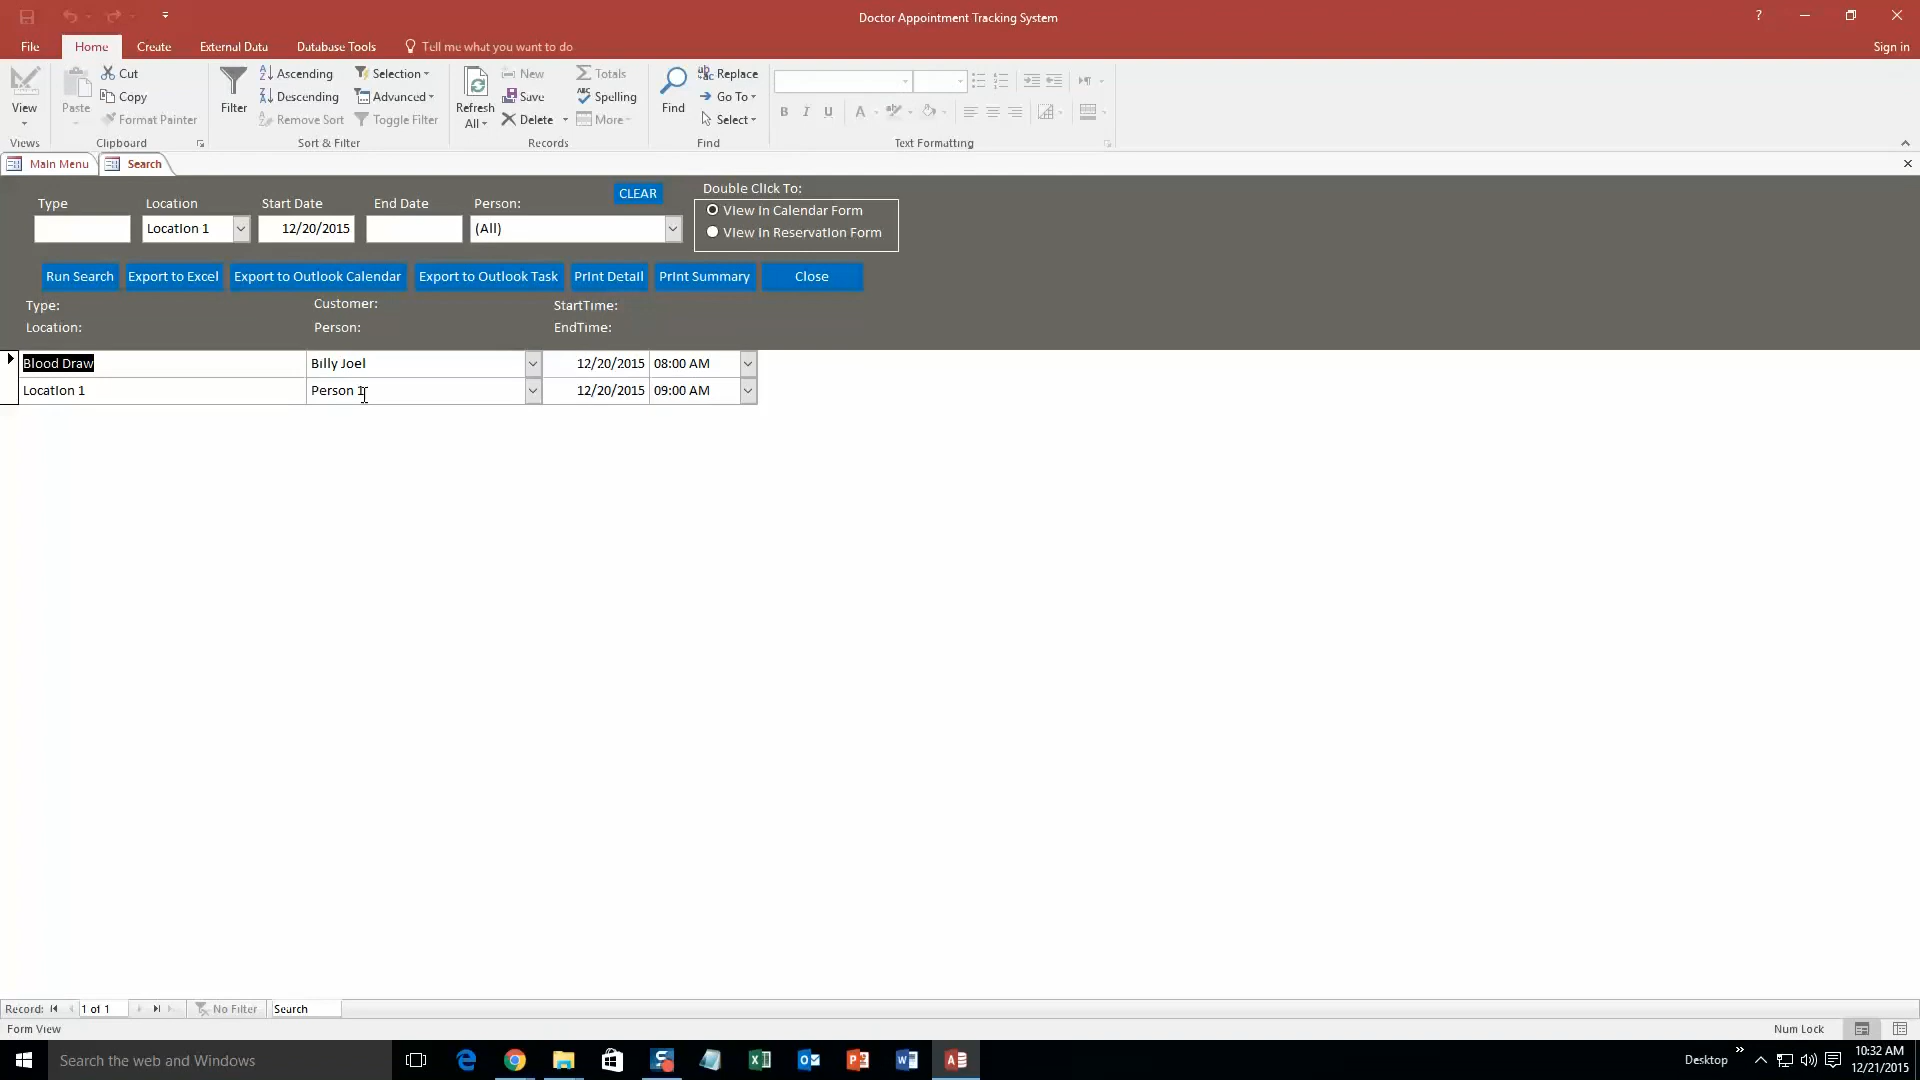 Doctor Appointment Tracking System
?
File Home Create External Data Database Tools Tell me what you want to do Sign in
View Paste Cut Copy Format Painter
Filter Ascending Descending Remove Sort Selection Advanced Toggle Filter
Refresh All New Save Delete Totals Spelling More
Find Replace Go To Select
B I U A
Views Clipboard Sort & Filter Records Find Text Formatting
Main Menu Search
Type Location Start Date End Date Person: CLEAR Double Click To:
Location 1 12/20/2015 (All) View In Calendar Form
View In Reservation Form
Run Search Export to Excel Export to Outlook Calendar Export to Outlook Task Print Detail Print Summary Close
Type: Customer: StartTime:
Location: Person: EndTime:
Blood Draw Billy Joel 12/20/2015 08:00 AM
Location 1 Person 1 12/20/2015 09:00 AM
Record: 1 of 1 No Filter Search
Form View Num Lock
Search the web and Windows Desktop 10:32 AM
12/21/2015